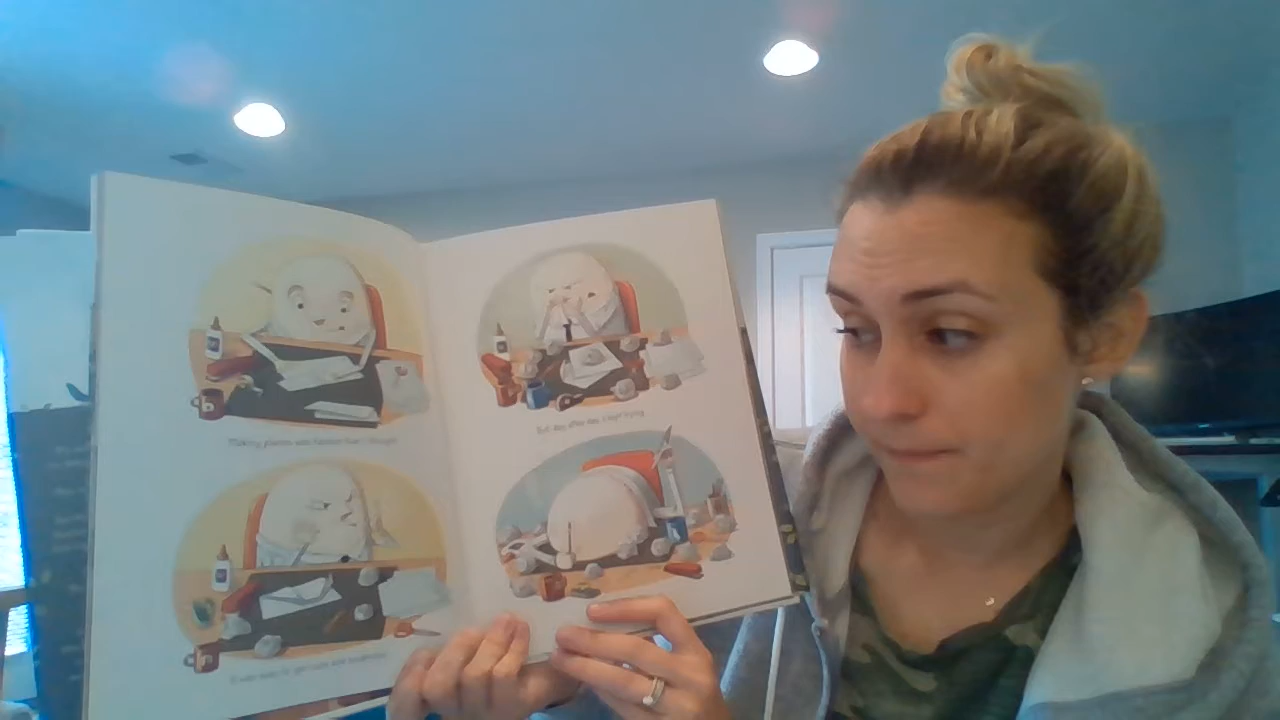 Making planes was harder than I thought.
It was easy to get cuts and scratches.
But day after day, I kept trying